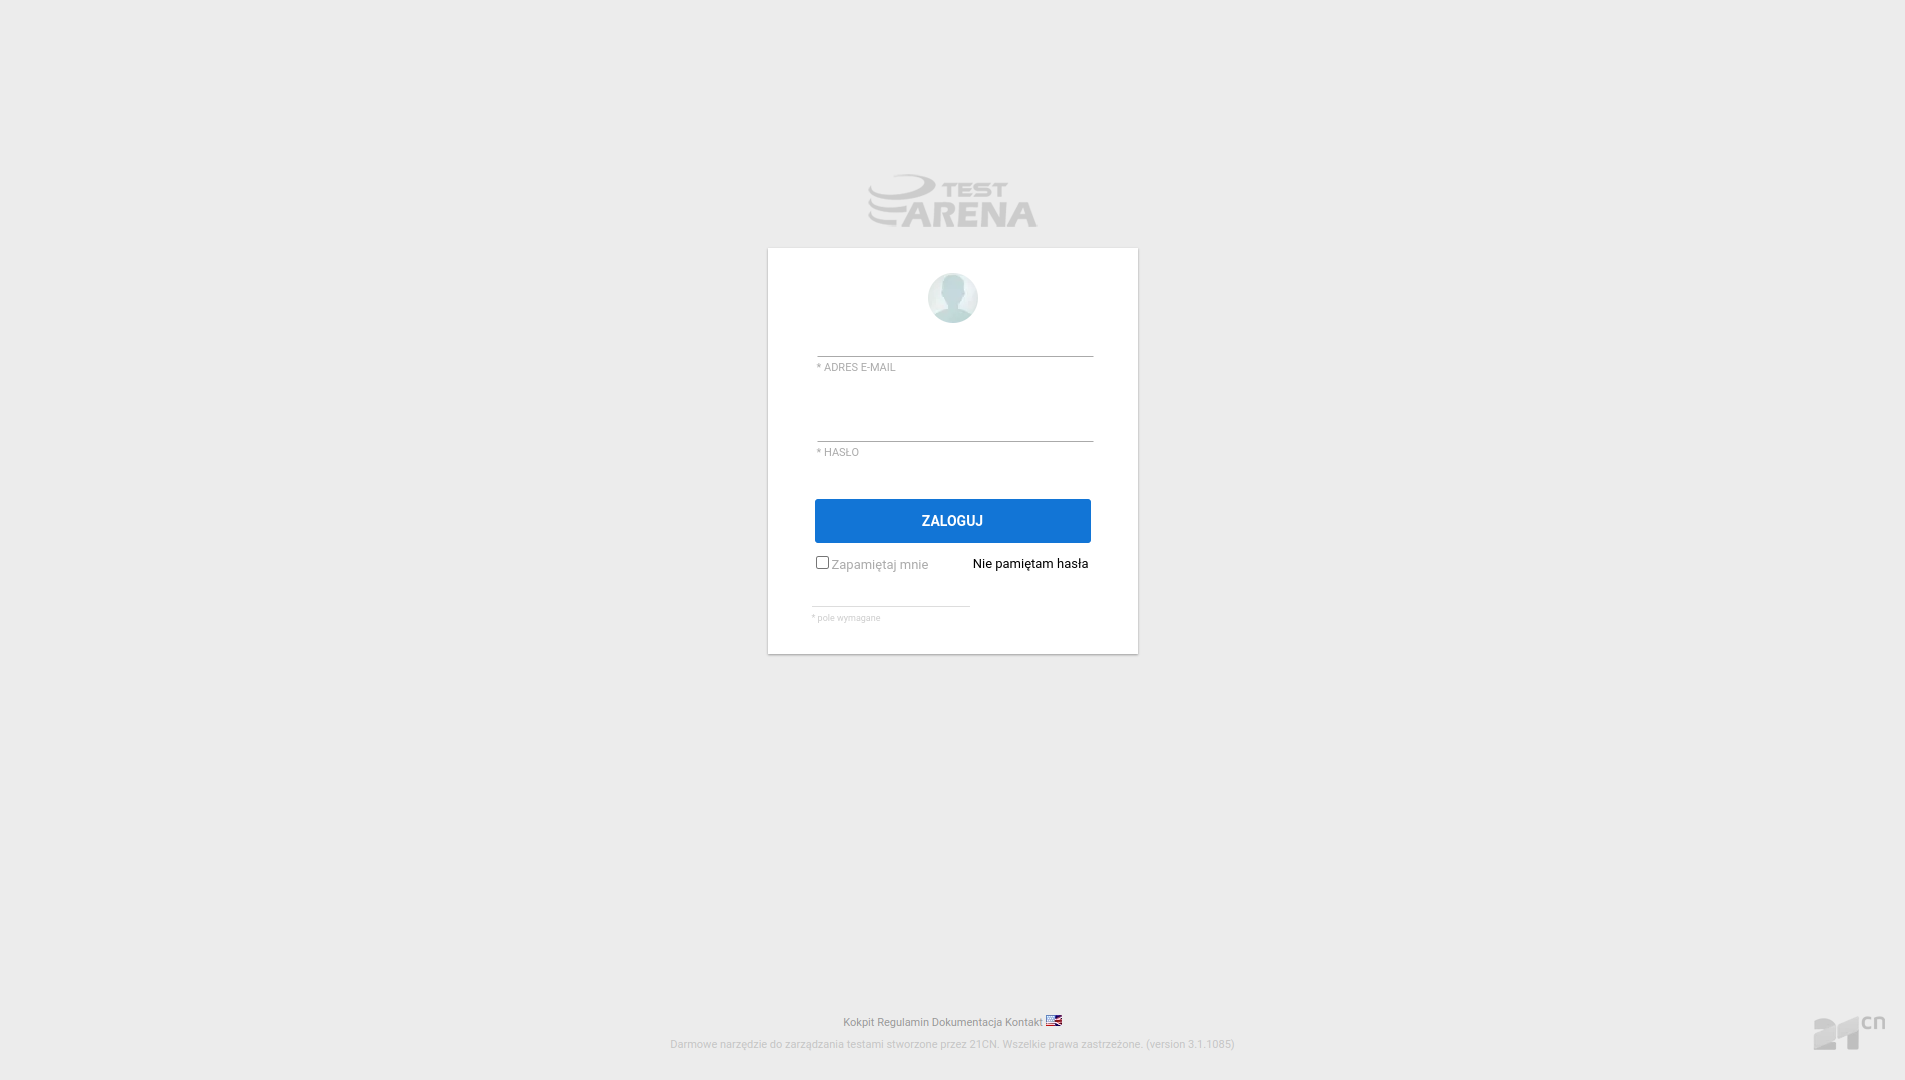 TEST
ARENA
* ADRES E-MAIL
* HASŁO
ZALOGUJ
Zapamiętaj mnie Nie pamiętam hasła
* pole wymagane
Kokpit Regulamin Dokumentacja Kontakt
Darmowe narzędzie do zarządzania testami stworzone przez 21CN. Wszelkie prawa zastrzeżone. (version 3.1.1085)
21cn